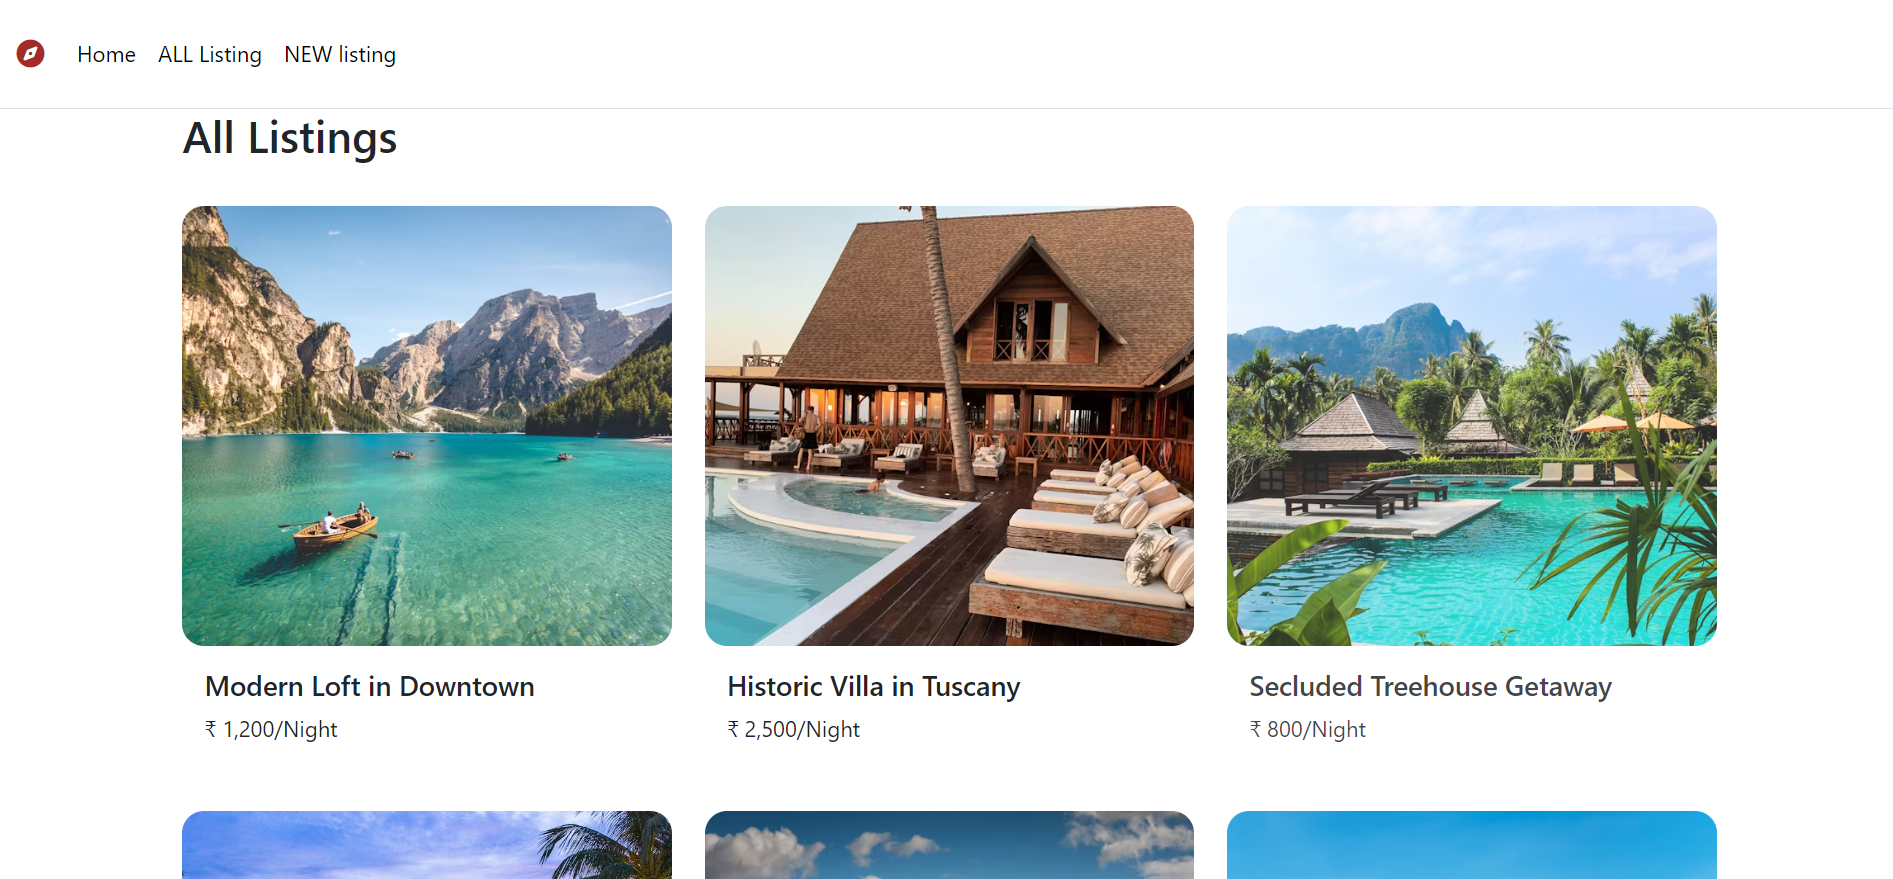 Home ALL Listing NEW listing
All Listings
Modern Loft in Downtown
₹ 1,200/Night
Historic Villa in Tuscany
₹ 2,500/Night
Secluded Treehouse Getaway
₹ 800/Night